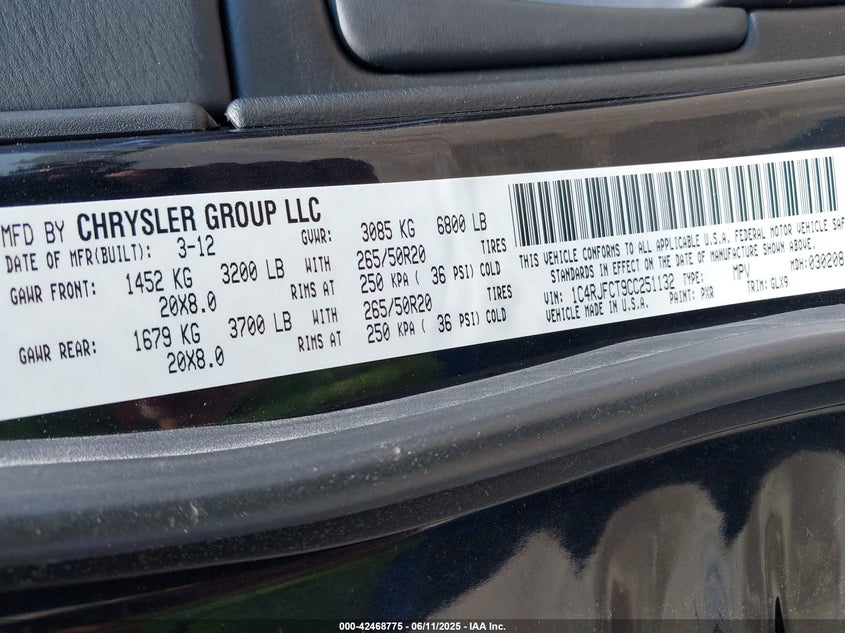 MFD BY CHRYSLER GROUP LLC
DATE OF MFR(BUILT): 3-12 GVWR: 3085 KG 6800 LB
GAWR FRONT: 1452 KG 3200 LB WITH 265/50R20 TIRES
20X8.0 RIMS AT 250 KPA ( 36 PSI) COLD
GAWR REAR: 1679 KG 3700 LB WITH 265/50R20 TIRES
20X8.0 RIMS AT 250 KPA ( 36 PSI) COLD
THIS VEHICLE CONFORMS TO ALL APPLICABLE U.S.A. FEDERAL MOTOR VEHICLE SAF
STANDARDS IN EFFECT ON THE DATE OF MANUFACTURE SHOWN ABOVE.
VIN: 1C4RJFCT9CC251132 TYPE: MPV MDH:030208
VEHICLE MADE IN U.S.A. PAINT: PXR TRIM: QLX9
000-42468775 - 06/11/2025 - IAA Inc.